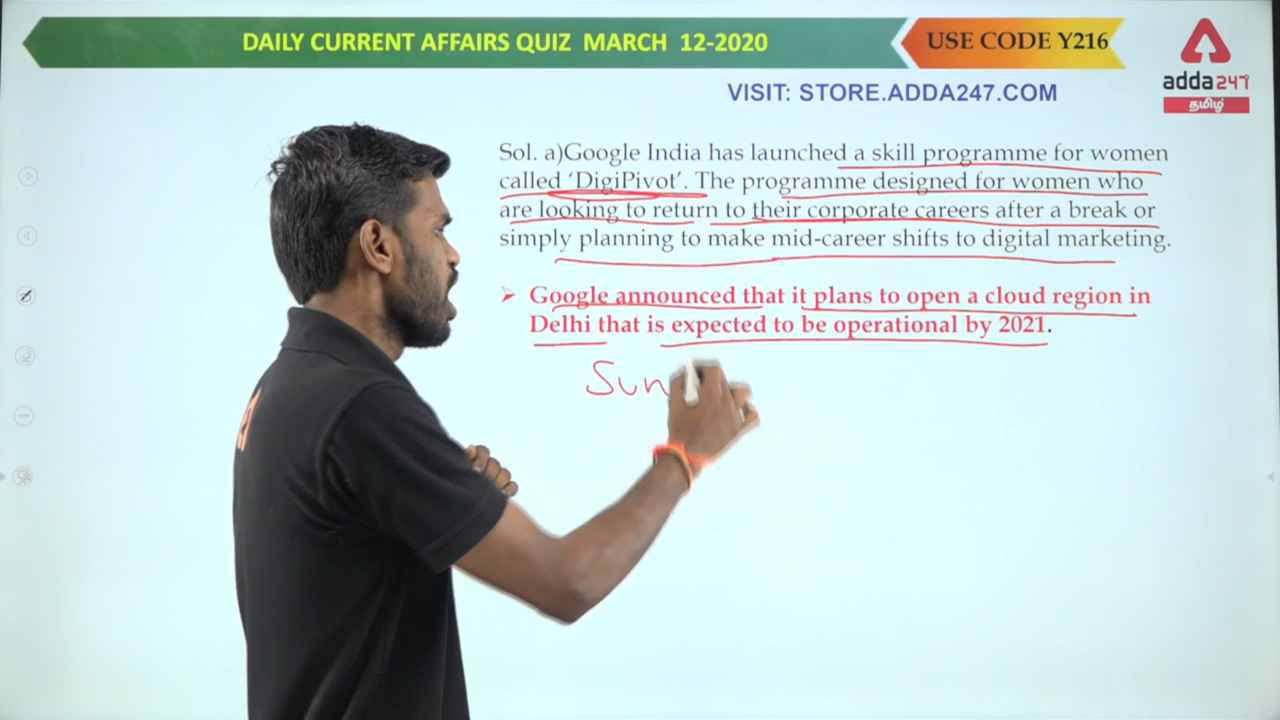 DAILY CURRENT AFFAIRS QUIZ MARCH 12-2020
USE CODE Y216
adda247
தமிழ்
VISIT: STORE.ADDA247.COM
Sol. a)Google India has launched a skill programme for women
called ‘DigiPivot’. The programme designed for women who
are looking to return to their corporate careers after a break or
simply planning to make mid-career shifts to digital marketing.
➢ Google announced that it plans to open a cloud region in
Delhi that is expected to be operational by 2021.
Sun